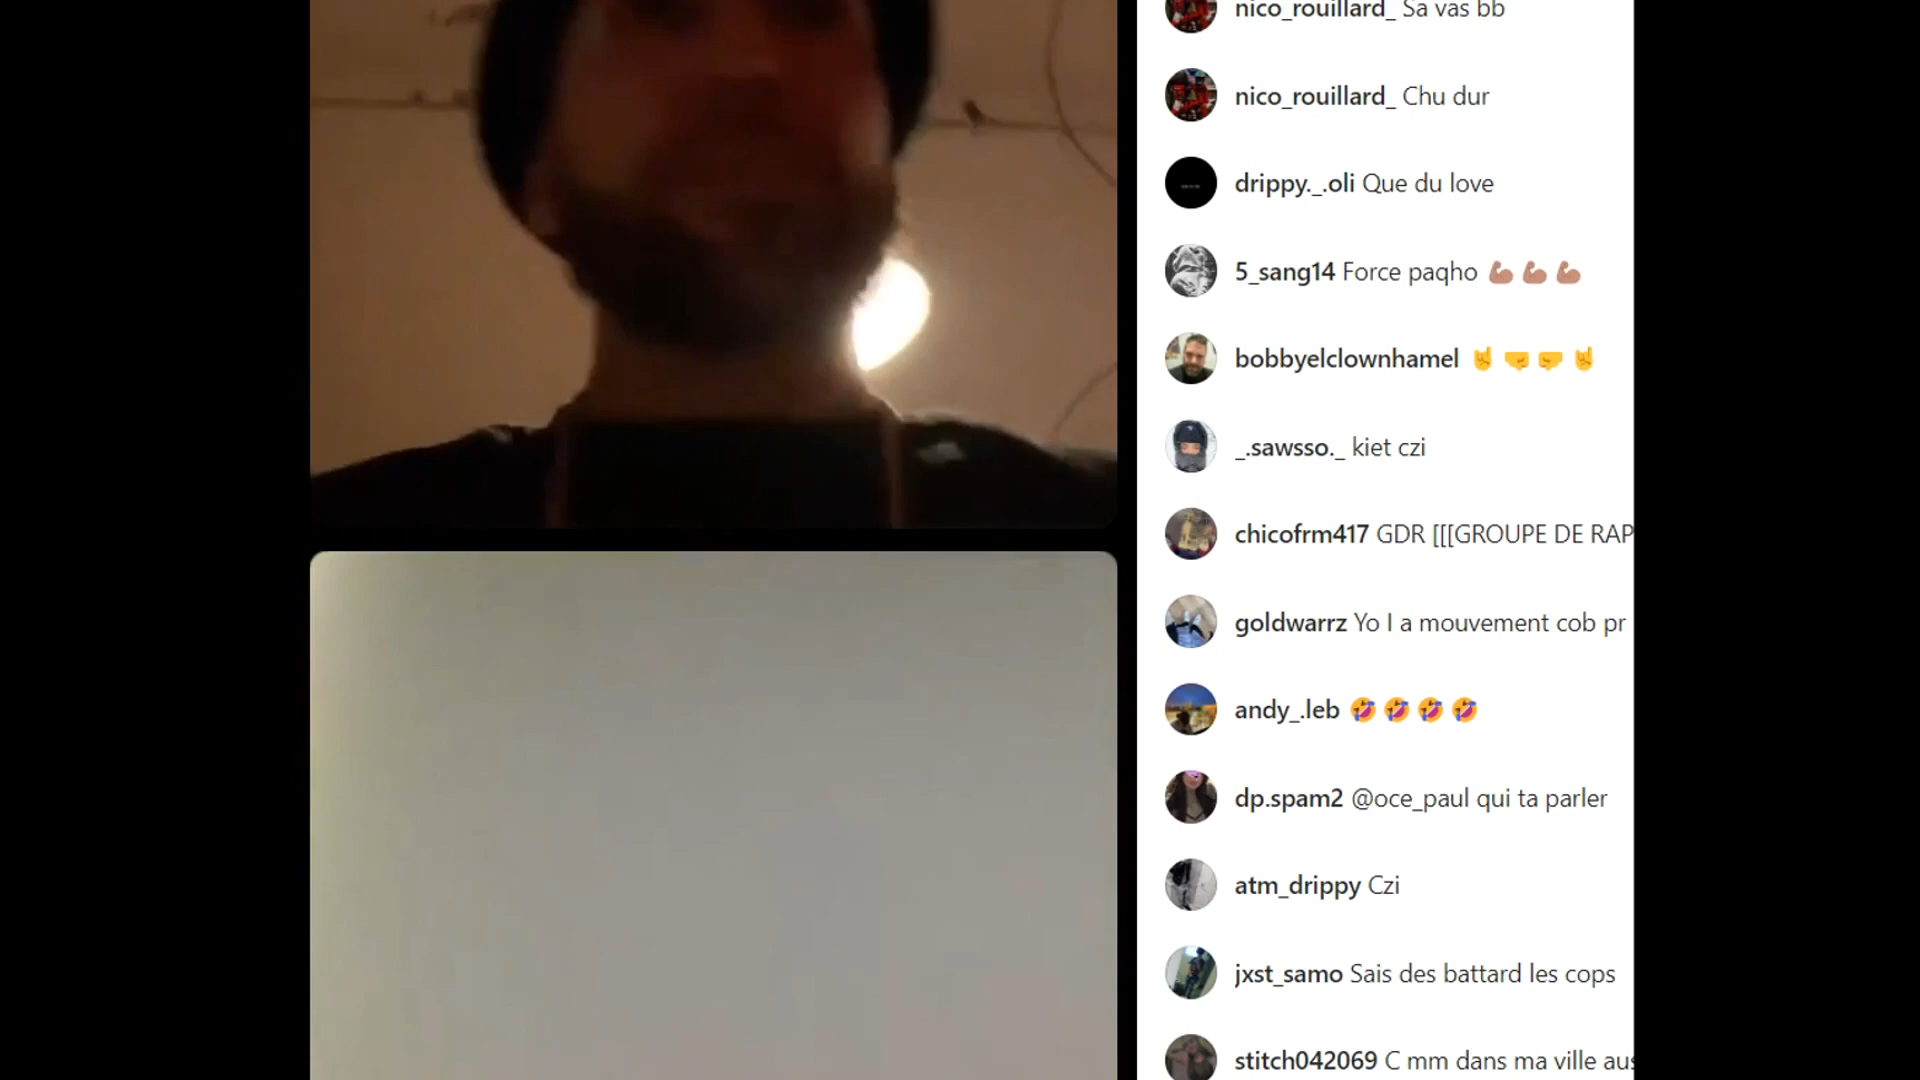 nico_rouillard_ Sa vas bb
nico_rouillard_ Chu dur
drippy._.oli Que du love
5_sang14 Force paqho 💪🏽 💪🏽 💪🏽
bobbyelclownhamel 🤘 🤜 🤛 🤘
_.sawsso._ kiet czi
chicofrm417 GDR [[[GROUPE DE RAP
goldwarrz Yo I a mouvement cob pr
andy_.leb 🤣 🤣 🤣 🤣
dp.spam2 @oce_paul qui ta parler
atm_drippy Czi
jxst_samo Sais des battard les cops
stitch042069 C mm dans ma ville aus